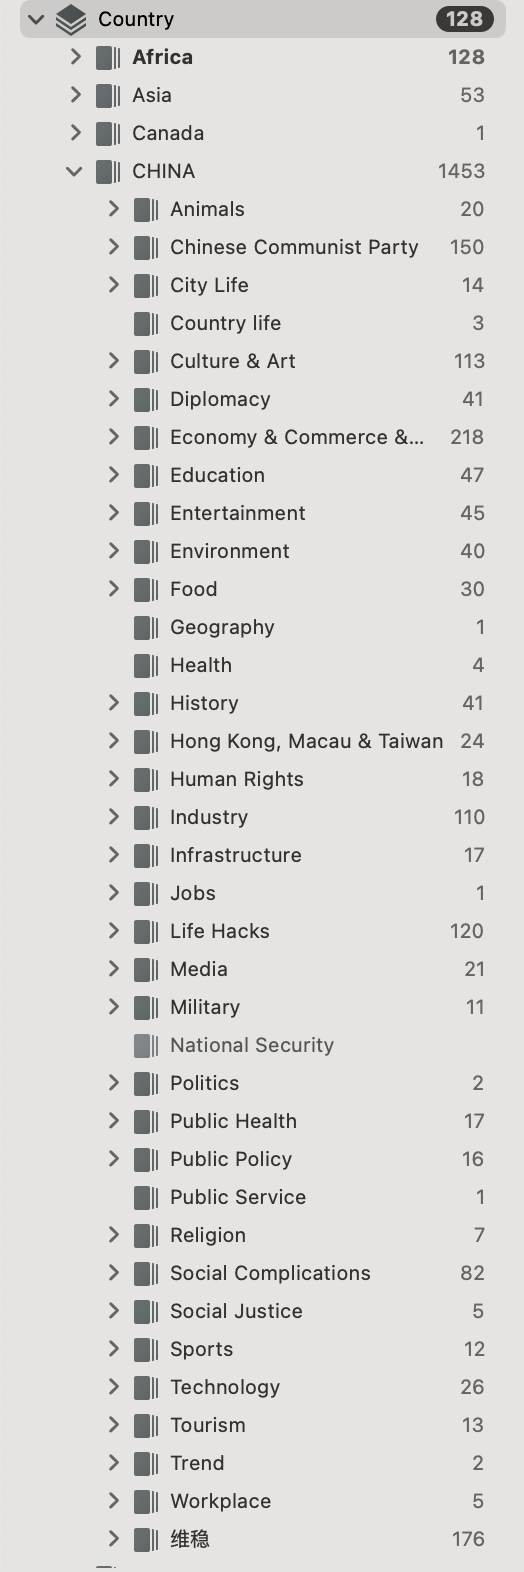 Country 128
Africa 128
Asia 53
Canada 1
CHINA 1453
Animals 20
Chinese Communist Party 150
City Life 14
Country life 3
Culture & Art 113
Diplomacy 41
Economy & Commerce &... 218
Education 47
Entertainment 45
Environment 40
Food 30
Geography 1
Health 4
History 41
Hong Kong, Macau & Taiwan 24
Human Rights 18
Industry 110
Infrastructure 17
Jobs 1
Life Hacks 120
Media 21
Military 11
National Security
Politics 2
Public Health 17
Public Policy 16
Public Service 1
Religion 7
Social Complications 82
Social Justice 5
Sports 12
Technology 26
Tourism 13
Trend 2
Workplace 5
维稳 176